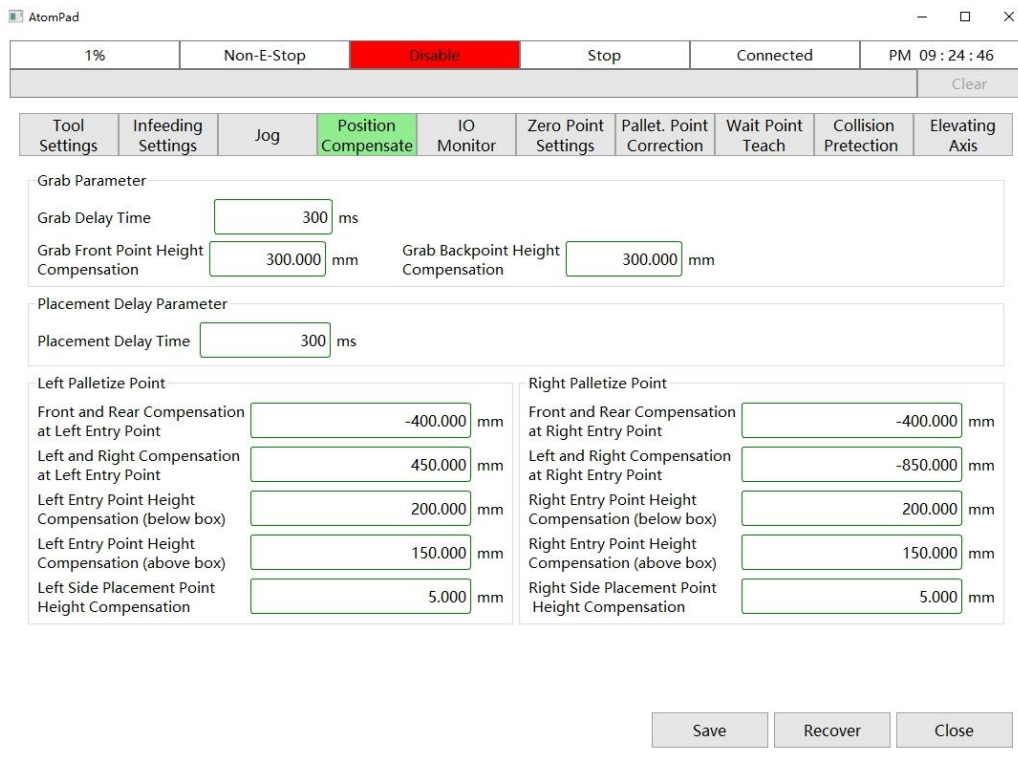 AtomPad
1% Non-E-Stop Disable Stop Connected PM 09 : 24 : 46
Clear
Tool Settings Infeeding Settings Jog Position Compensate IO Monitor Zero Point Settings Pallet. Point Correction Wait Point Teach Collision Pretection Elevating Axis
Grab Parameter
Grab Delay Time 300 ms
Grab Front Point Height Compensation 300.000 mm Grab Backpoint Height Compensation 300.000 mm
Placement Delay Parameter
Placement Delay Time 300 ms
Left Palletize Point
Front and Rear Compensation at Left Entry Point -400.000 mm
Left and Right Compensation at Left Entry Point 450.000 mm
Left Entry Point Height Compensation (below box) 200.000 mm
Left Entry Point Height Compensation (above box) 150.000 mm
Left Side Placement Point Height Compensation 5.000 mm
Right Palletize Point
Front and Rear Compensation at Right Entry Point -400.000 mm
Left and Right Compensation at Right Entry Point -850.000 mm
Right Entry Point Height Compensation (below box) 200.000 mm
Right Entry Point Height Compensation (above box) 150.000 mm
Right Side Placement Point Height Compensation 5.000 mm
Save Recover Close